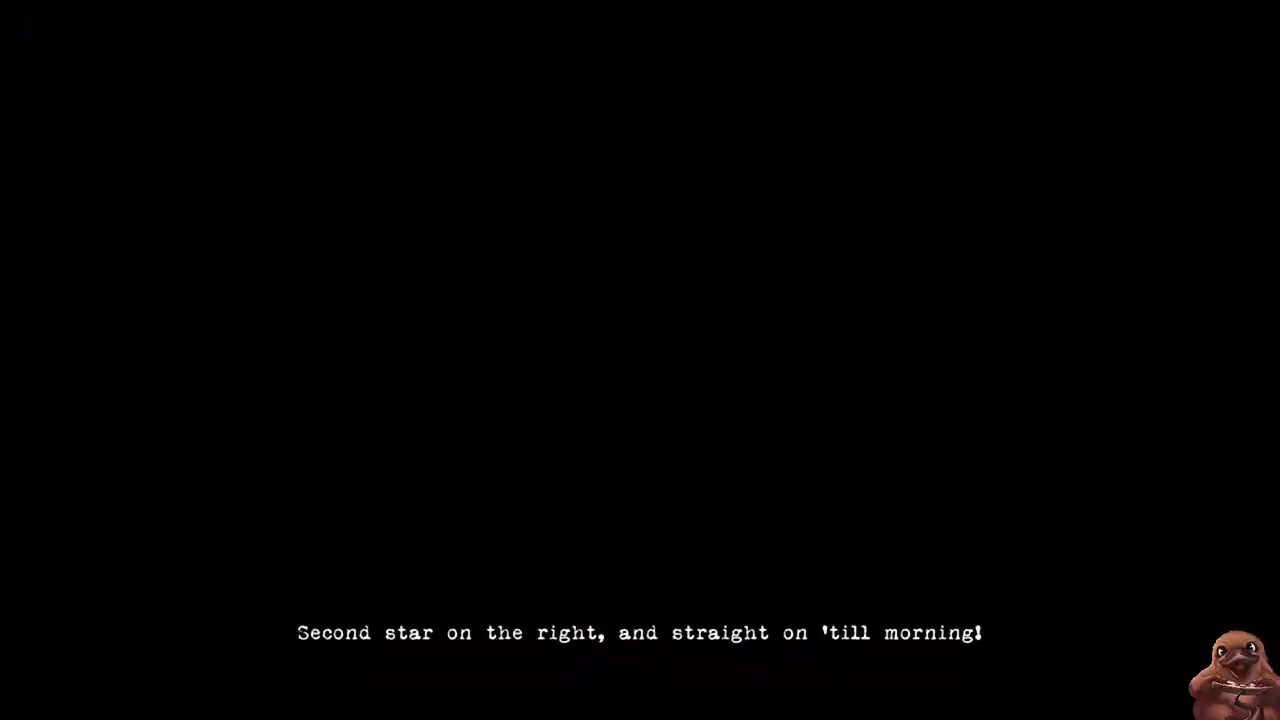 Second star on the right, and straight on 'till morning!